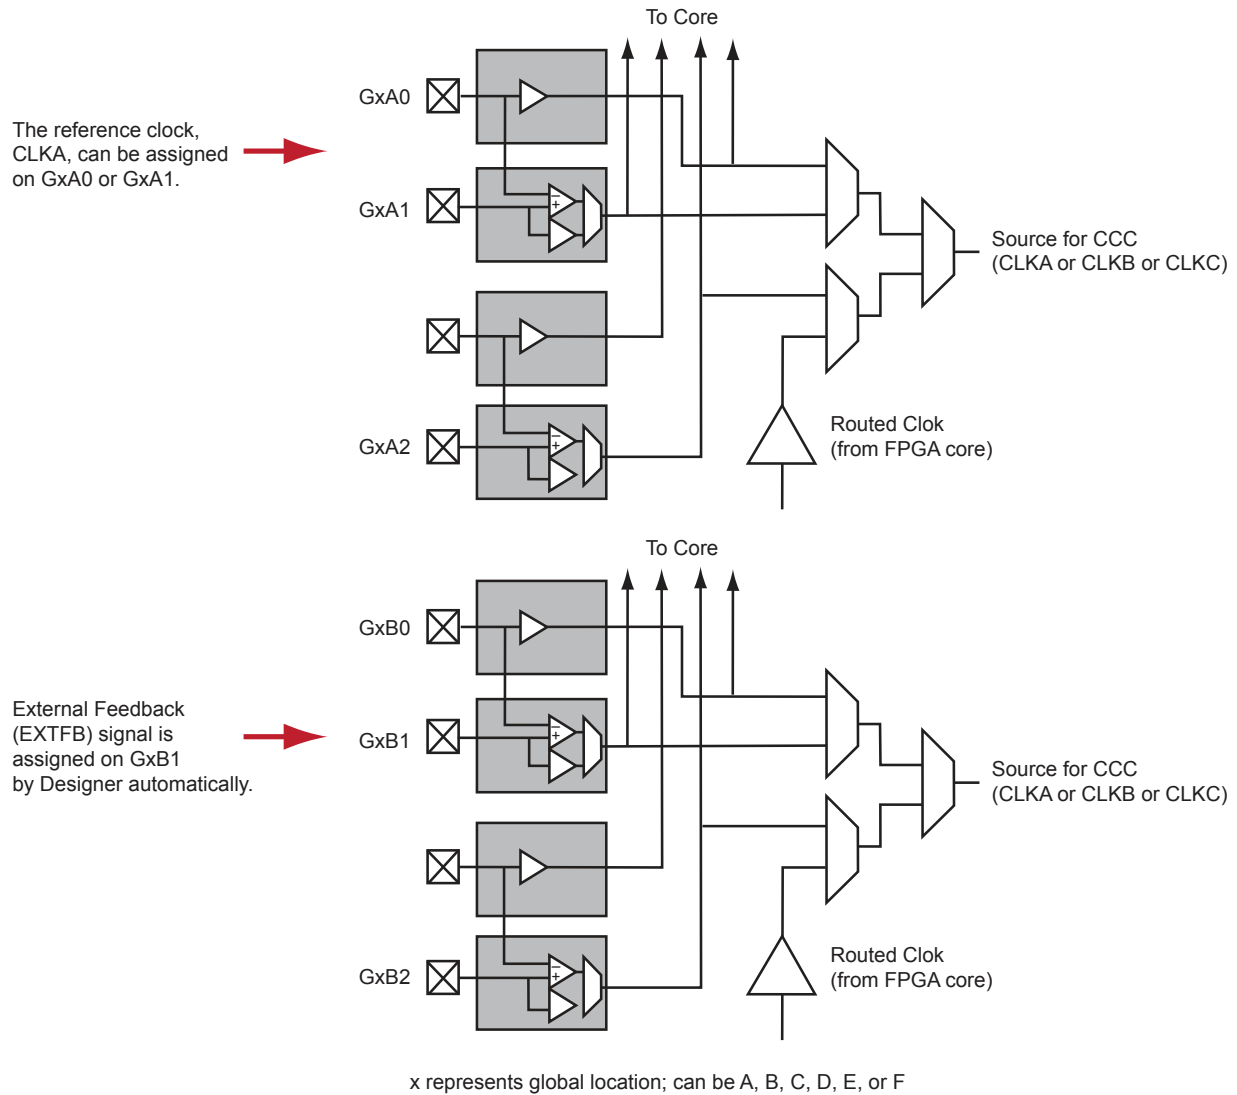 To Core
GxA0
The reference clock,
CLKA, can be assigned
on GxA0 or GxA1.
GxA1
−
+
Source for CCC
(CLKA or CLKB or CLKC)
GxA2
−
+
Routed Clok
(from FPGA core)
To Core
GxB0
External Feedback
(EXTFB) signal is
assigned on GxB1
by Designer automatically.
GxB1
−
+
Source for CCC
(CLKA or CLKB or CLKC)
GxB2
−
+
Routed Clok
(from FPGA core)
x represents global location; can be A, B, C, D, E, or F